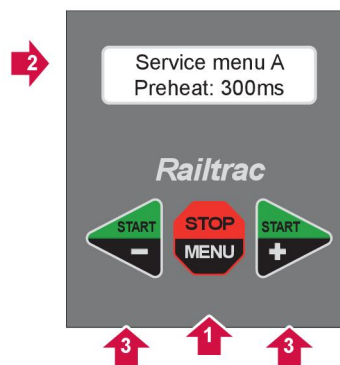 2
Service menu A
Preheat: 300ms
Railtrac
START
-
STOP
MENU
START
+
3
1
3